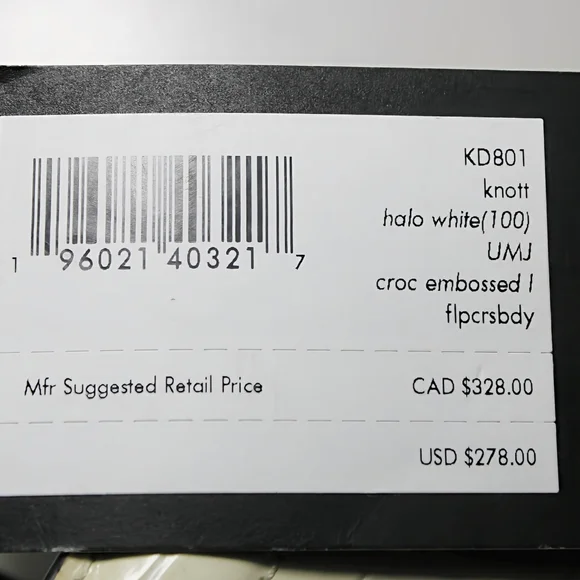 1 96021 40321 7
KD801
knott
halo white(100)
UMJ
croc embossed l
flpcrsbdy
Mfr Suggested Retail Price CAD $328.00
USD $278.00